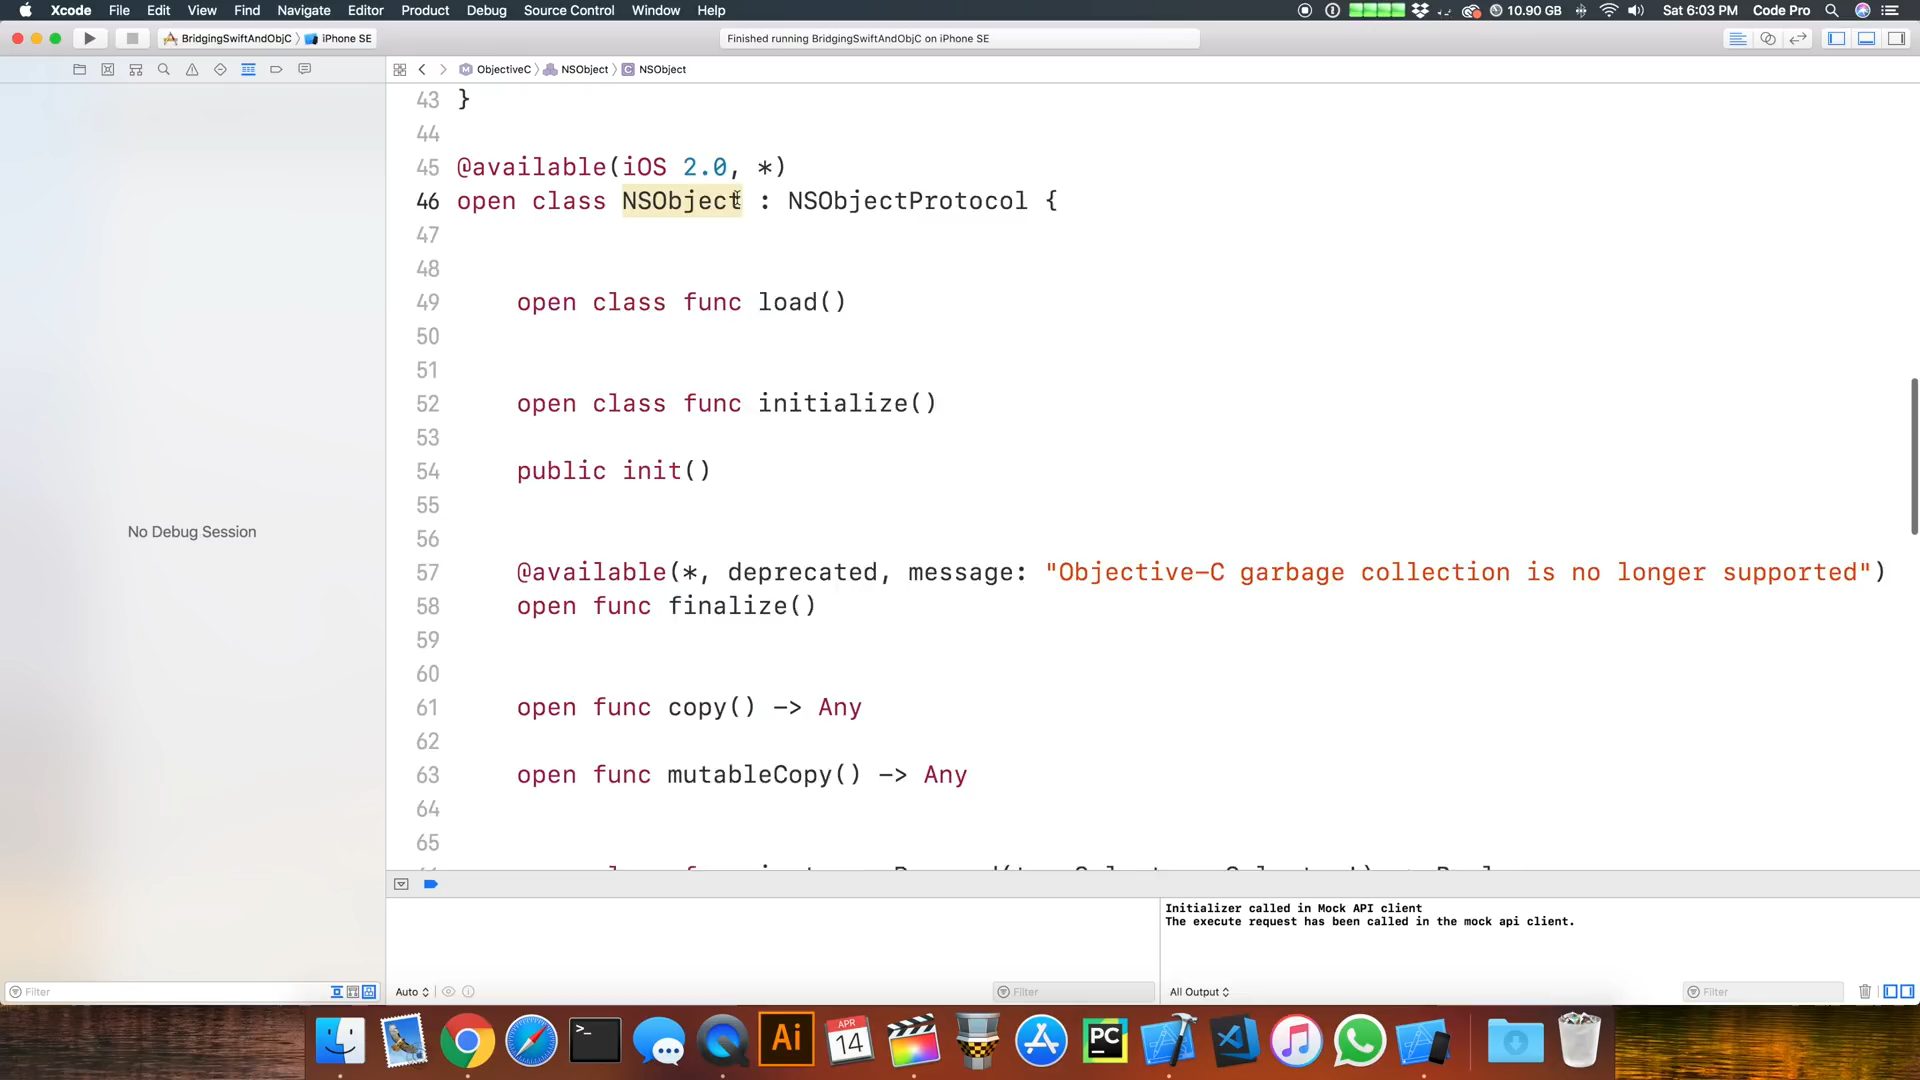 Xcode File Edit View Find Navigate Editor Product Debug Source Control Window Help 10.90 GB Sat 6:03 PM Code Pro
BridgingSwiftAndObjC iPhone SE Finished running BridgingSwiftAndObjC on iPhone SE
ObjectiveC NSObject NSObject
43 }
44
45 @available(iOS 2.0, *)
46 open class NSObject : NSObjectProtocol {
47
48
49 open class func load()
50
51
52 open class func initialize()
53
54 public init()
55
56
57 @available(*, deprecated, message: "Objective-C garbage collection is no longer supported")
58 open func finalize()
59
60
61 open func copy() -> Any
62
63 open func mutableCopy() -> Any
64
65
No Debug Session
Initializer called in Mock API client
The execute request has been called in the mock api client.
Filter Auto Filter All Output Filter
>_ Ai APR 14 PC